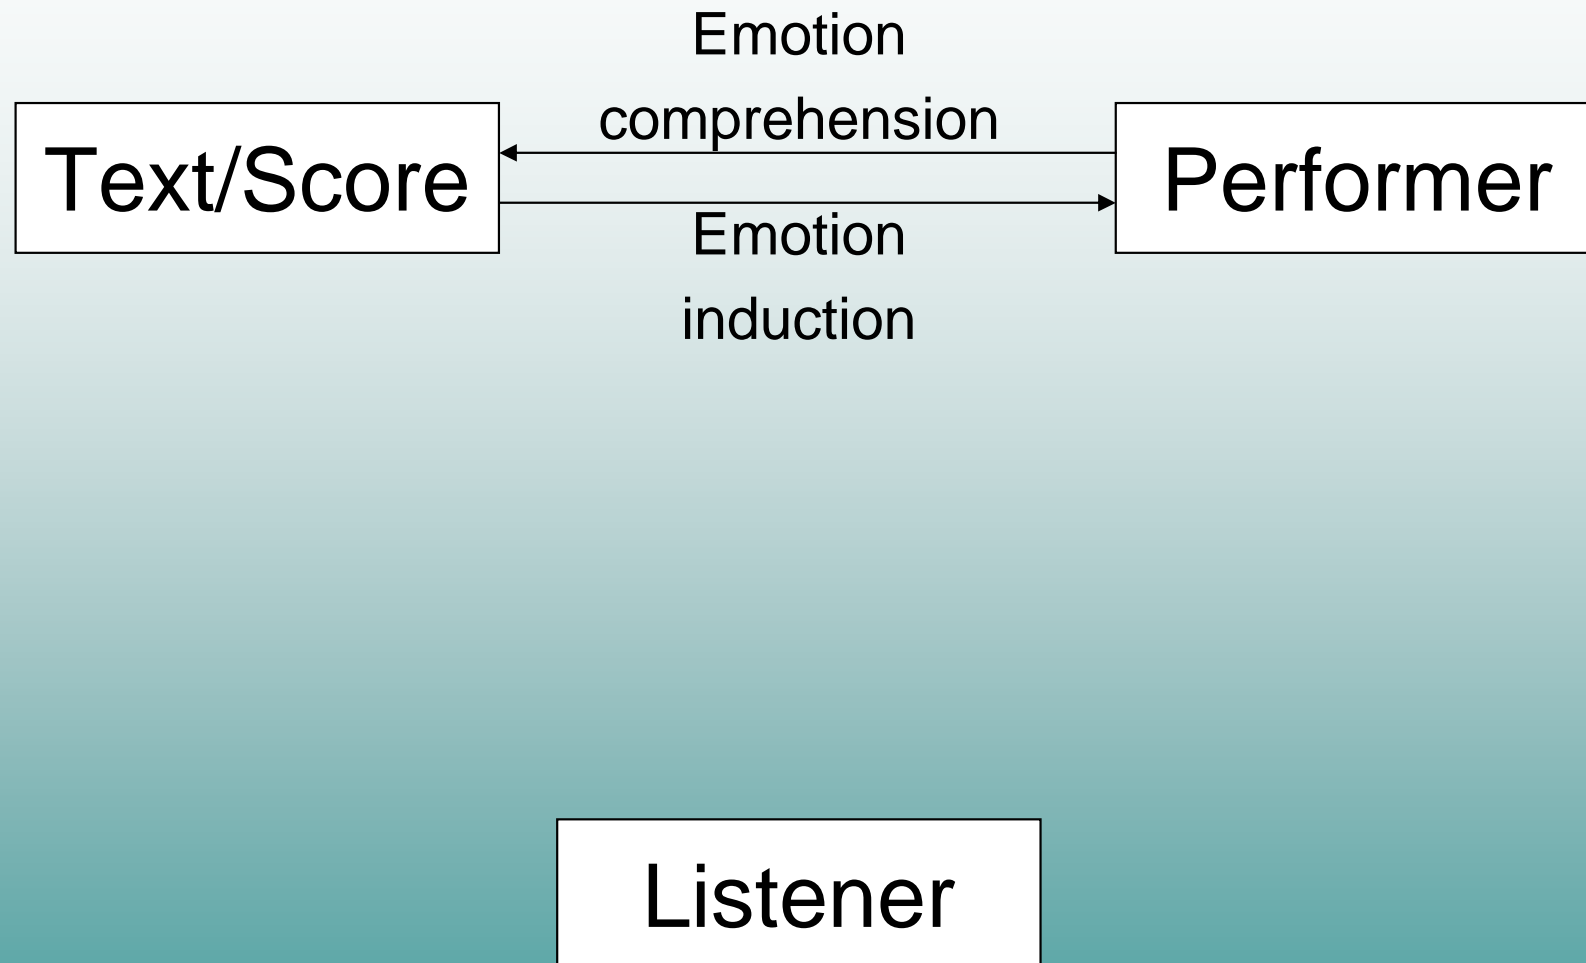 Emotion
comprehension
Text/Score
Performer
Emotion
induction
Listener